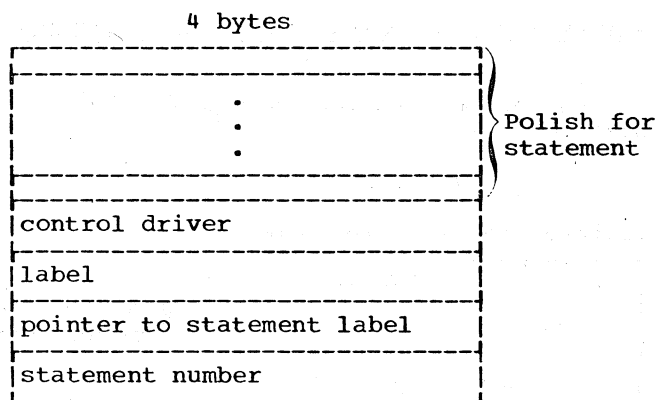 4 bytes
Polish for
statement
control driver
label
pointer to statement label
statement number